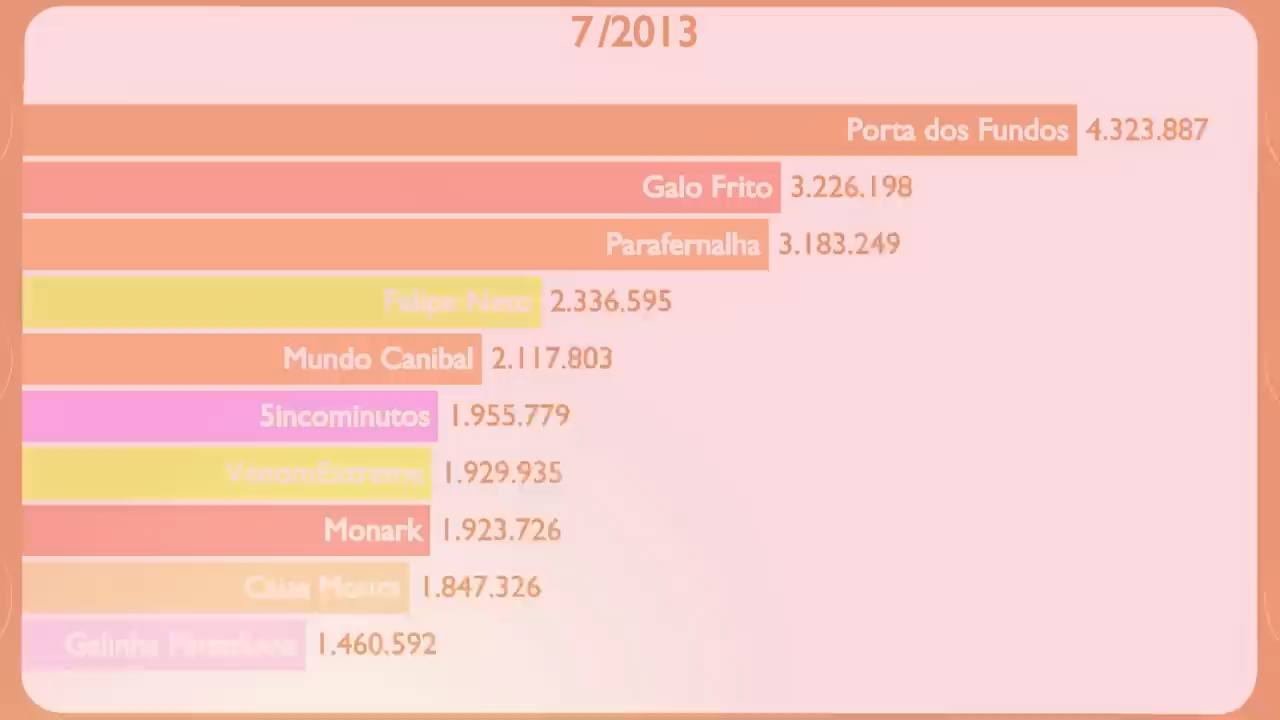 7/2013
Porta dos Fundos 4.323.887
Galo Frito 3.226.198
Parafernalha 3.183.249
Felipe Neto 2.336.595
Mundo Canibal 2.117.803
5incominutos 1.955.779
VenomExtreme 1.929.935
Monark 1.923.726
1.847.326
Galinha 1.460.592